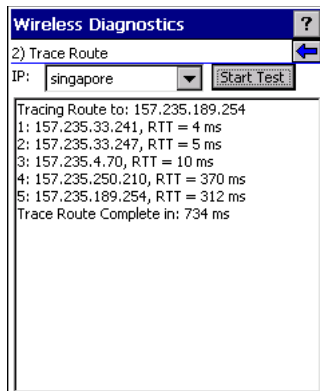 Wireless Diagnostics ?
2) Trace Route
IP: singapore Start Test
Tracing Route to: 157.235.189.254
1: 157.235.33.241, RTT = 4 ms
2: 157.235.33.247, RTT = 5 ms
3: 157.235.4.70, RTT = 10 ms
4: 157.235.250.210, RTT = 370 ms
5: 157.235.189.254, RTT = 312 ms
Trace Route Complete in: 734 ms